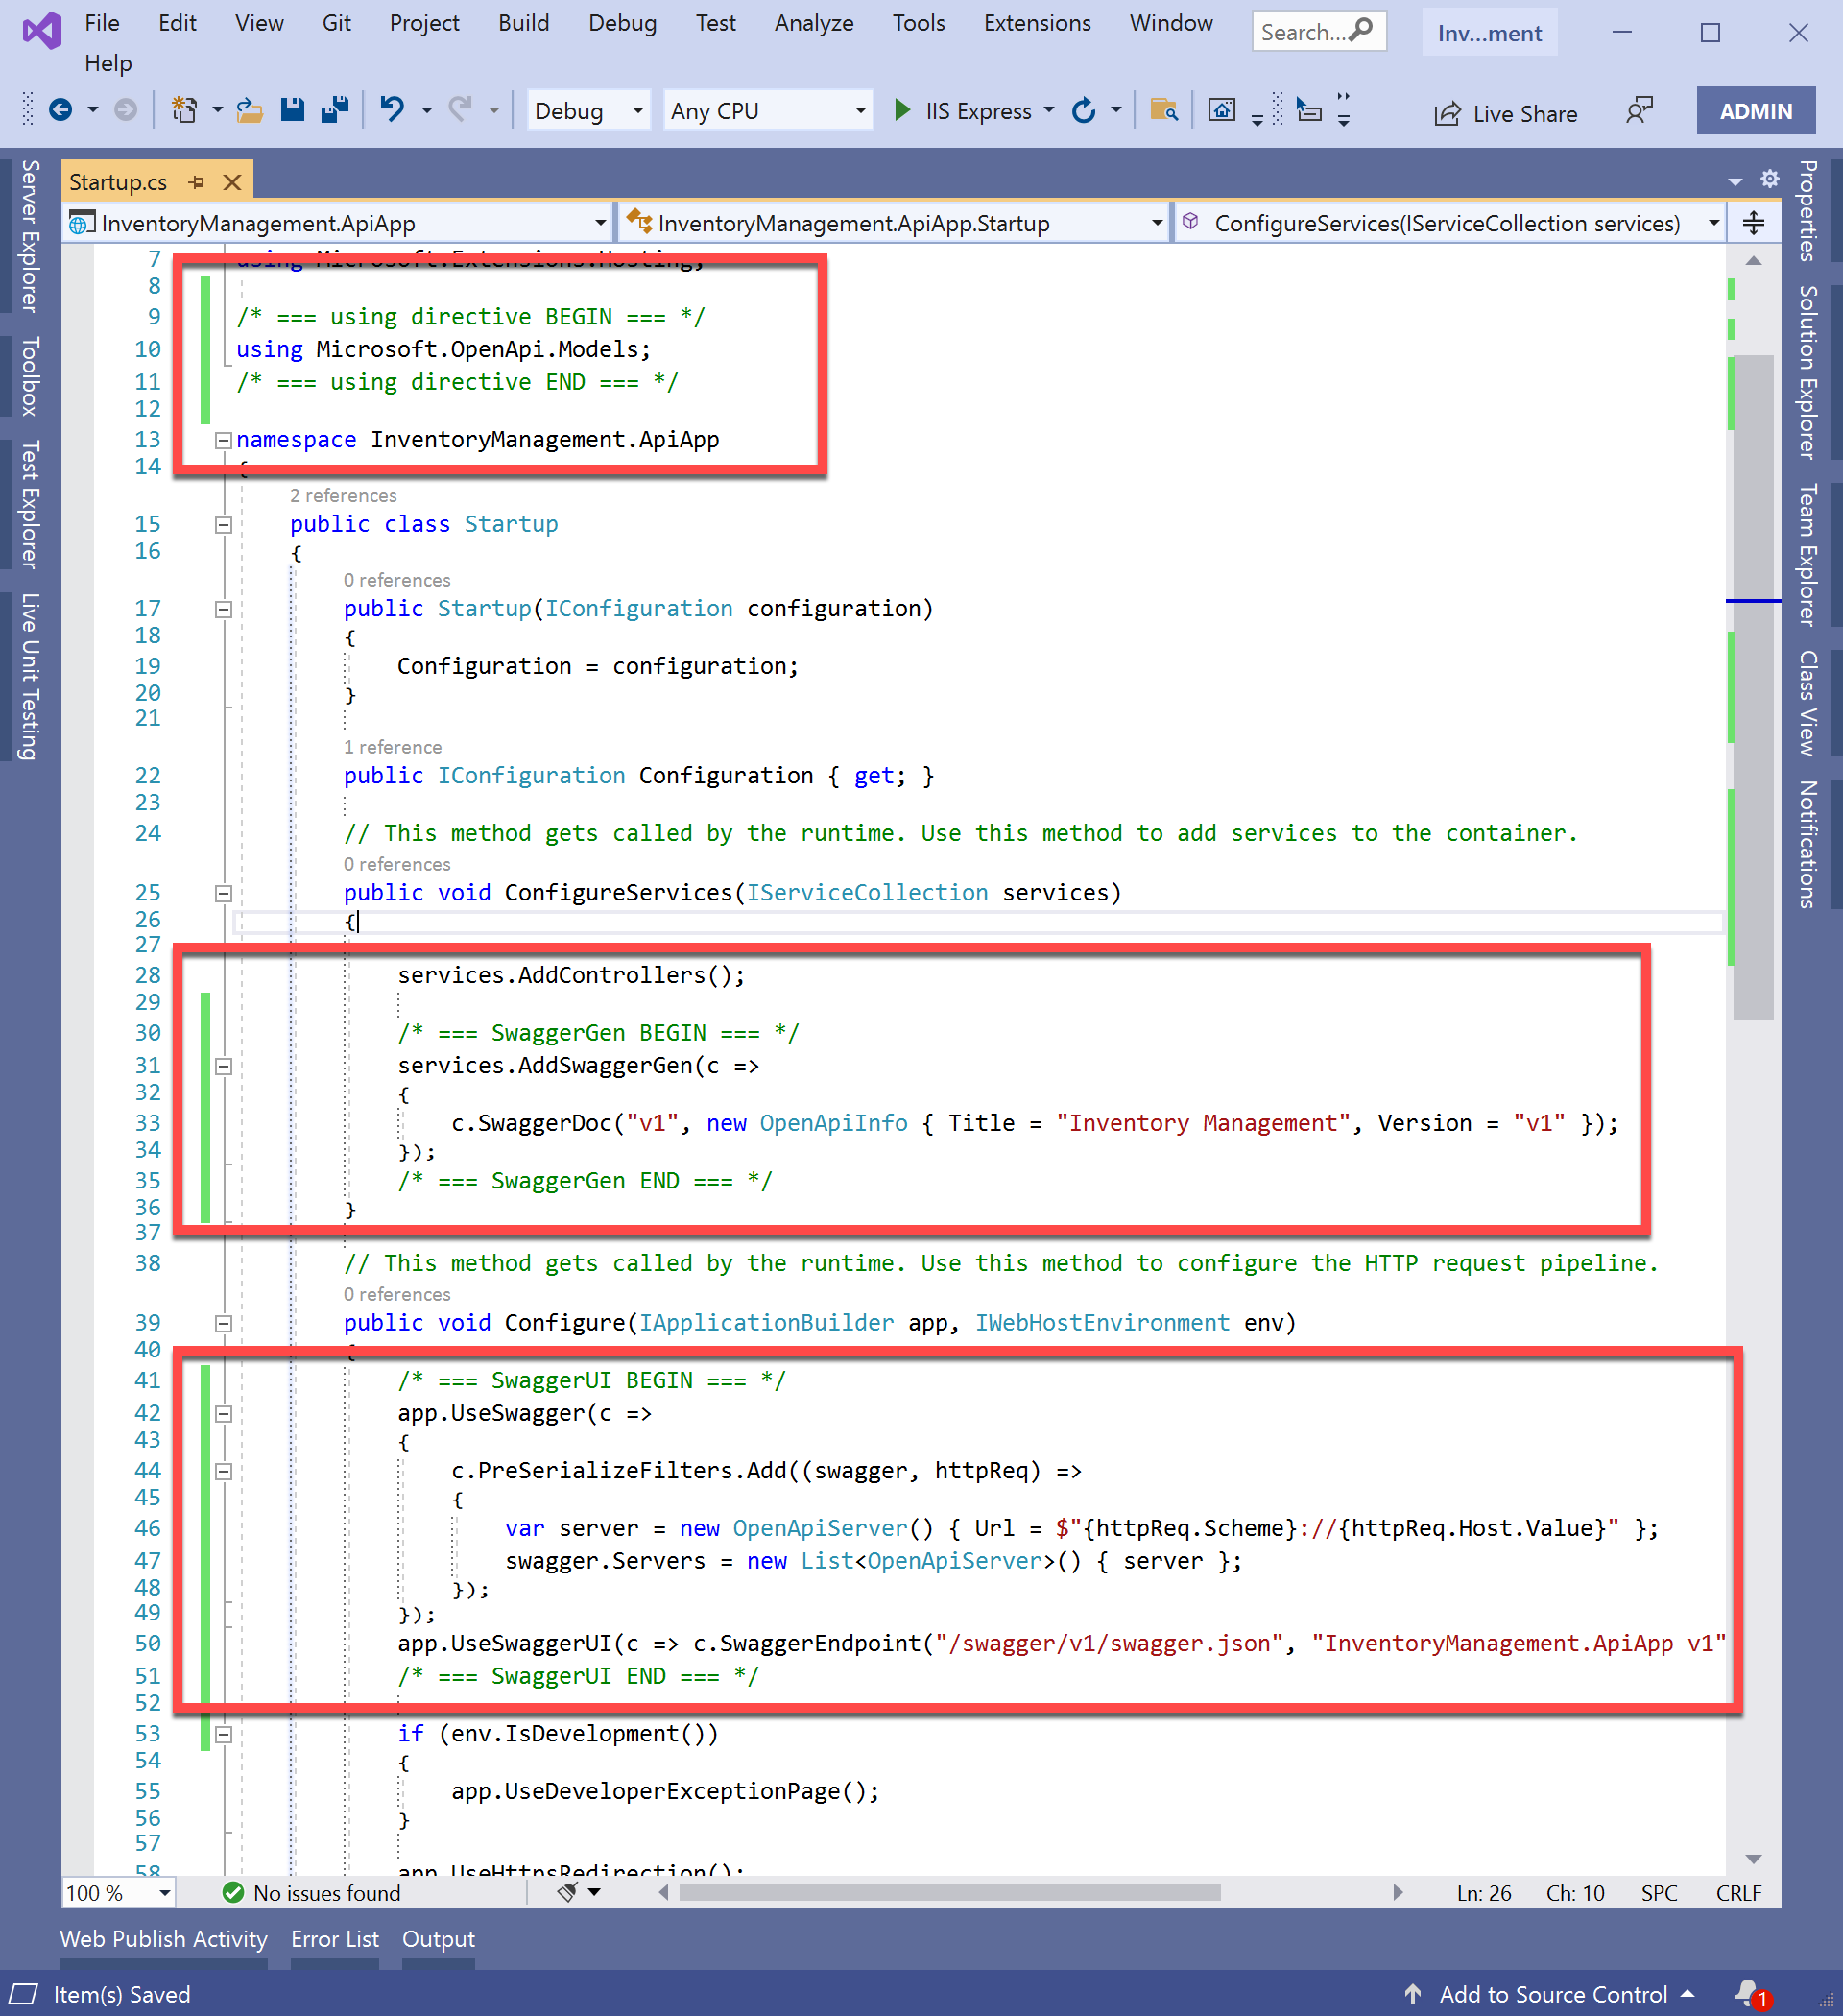 File Edit View Git Project Build Debug Test Analyze Tools Extensions Window Search... Inv...ment
Help
Debug Any CPU IIS Express Live Share ADMIN
Startup.cs
InventoryManagement.ApiApp InventoryManagement.ApiApp.Startup ConfigureServices(IServiceCollection services)
Server Explorer
Toolbox
Test Explorer
Live Unit Testing
7 using Microsoft.Extensions.Hosting;
8
9 /* === using directive BEGIN === */
10 using Microsoft.OpenApi.Models;
11 /* === using directive END === */
12
13 namespace InventoryManagement.ApiApp
14 {
2 references
15 public class Startup
16 {
0 references
17 public Startup(IConfiguration configuration)
18 {
19 Configuration = configuration;
20 }
21
1 reference
22 public IConfiguration Configuration { get; }
23
24 // This method gets called by the runtime. Use this method to add services to the container.
0 references
25 public void ConfigureServices(IServiceCollection services)
26 {
27
28 services.AddControllers();
29
30 /* === SwaggerGen BEGIN === */
31 services.AddSwaggerGen(c =>
32 {
33 c.SwaggerDoc("v1", new OpenApiInfo { Title = "Inventory Management", Version = "v1" });
34 });
35 /* === SwaggerGen END === */
36 }
37
38 // This method gets called by the runtime. Use this method to configure the HTTP request pipeline.
0 references
39 public void Configure(IApplicationBuilder app, IWebHostEnvironment env)
40 {
41 /* === SwaggerUI BEGIN === */
42 app.UseSwagger(c =>
43 {
44 c.PreSerializeFilters.Add((swagger, httpReq) =>
45 {
46 var server = new OpenApiServer() { Url = $"{httpReq.Scheme}://{httpReq.Host.Value}" };
47 swagger.Servers = new List<OpenApiServer>() { server };
48 });
49 });
50 app.UseSwaggerUI(c => c.SwaggerEndpoint("/swagger/v1/swagger.json", "InventoryManagement.ApiApp v1"
51 /* === SwaggerUI END === */
52
53 if (env.IsDevelopment())
54 {
55 app.UseDeveloperExceptionPage();
56 }
57
58 app.UseHttpsRedirection();
Properties
Solution Explorer
Team Explorer
Class View
Notifications
100 % No issues found Ln: 26 Ch: 10 SPC CRLF
Web Publish Activity Error List Output
Item(s) Saved Add to Source Control 1